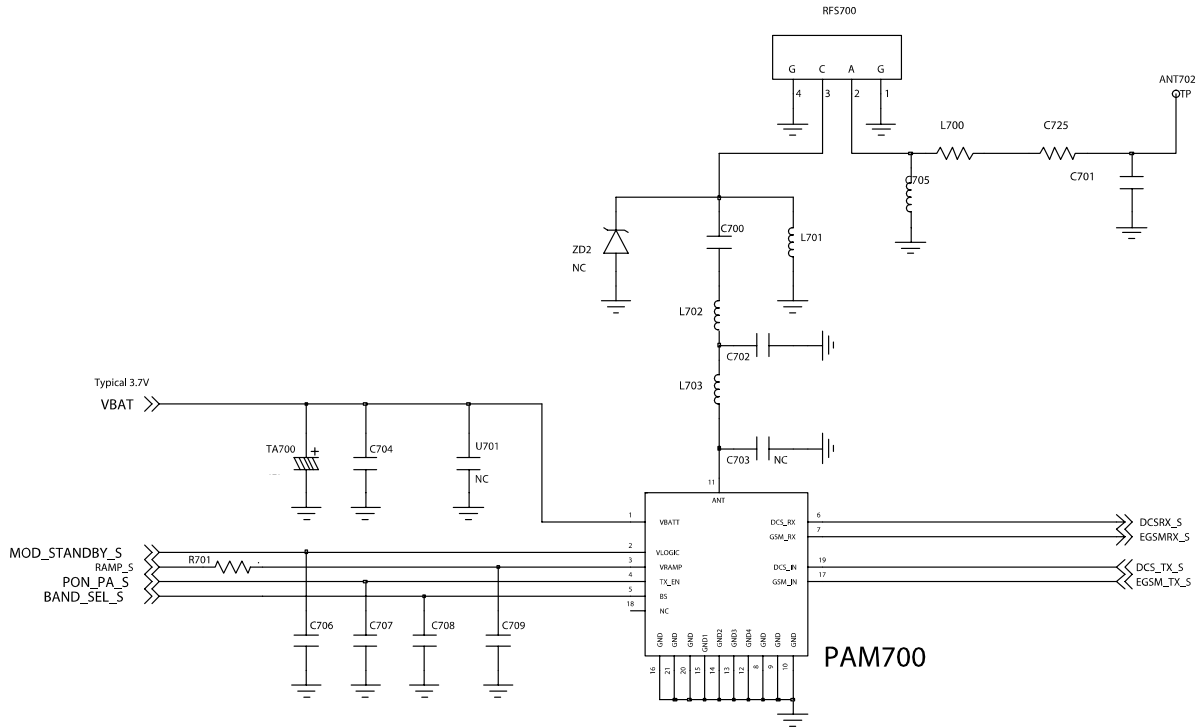 RFS700
G C A G
4 3 2 1
ANT702
TP
L700
C725
C705
C701
C700
ZD2
NC
L701
L702
C702
Typical 3.7V
VBAT
L703
TA700
+
C704
U701
NC
C703
NC
11
ANT
1
VBATT
DCS_RX
6
DCSRX_S
GSM_RX
7
EGSMRX_S
MOD_STANDBY_S
2
VLOGIC
RAMP_S
R701
3
VRAMP
DCS_IN
19
DCS_TX_S
PON_PA_S
4
TX_EN
GSM_IN
17
EGSM_TX_S
BAND_SEL_S
5
BS
18
NC
C706
C707
C708
C709
GND GND GND GND1 GND2 GND3 GND4 GND GND GND
16 21 20 15 14 13 12 8 9 10
PAM700